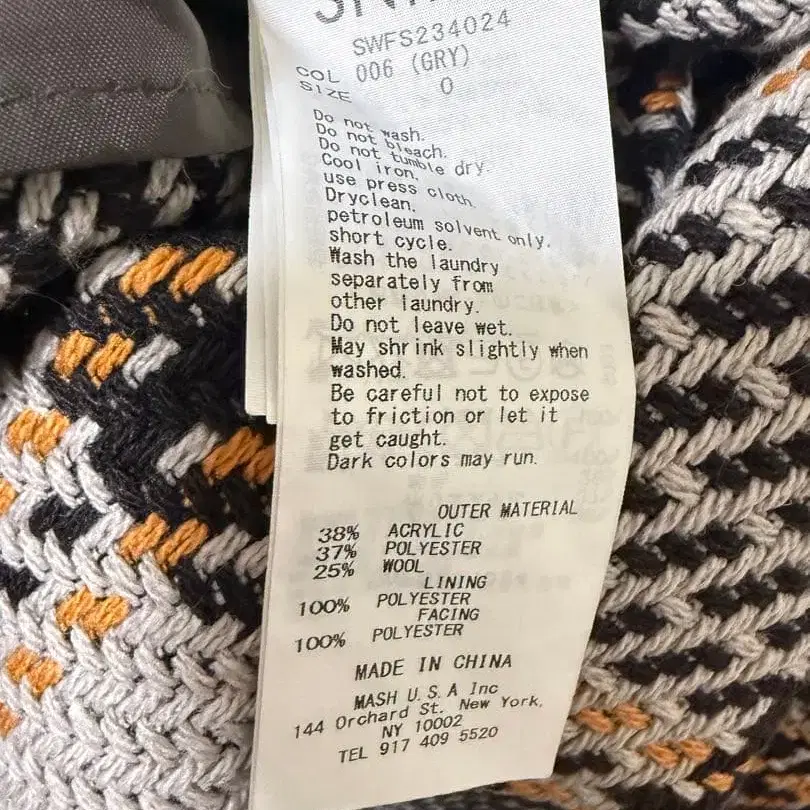 SWFS234024
COL 006 (GRY)
SIZE 0
Do not wash.
Do not bleach.
Do not tumble dry.
Cool iron.
use press cloth.
Dryclean.
petroleum solvent only.
short cycle.
Wash the laundry
separately from
other laundry.
Do not leave wet.
May shrink slightly when
washed.
Be careful not to expose
to friction or let it
get caught.
Dark colors may run.
OUTER MATERIAL
38% ACRYLIC
37% POLYESTER
25% WOOL
LINING
100% POLYESTER
FACING
100% POLYESTER
MADE IN CHINA
MASH U.S.A Inc
144 Orchard St. New York,
NY 10002
TEL 917 409 5520